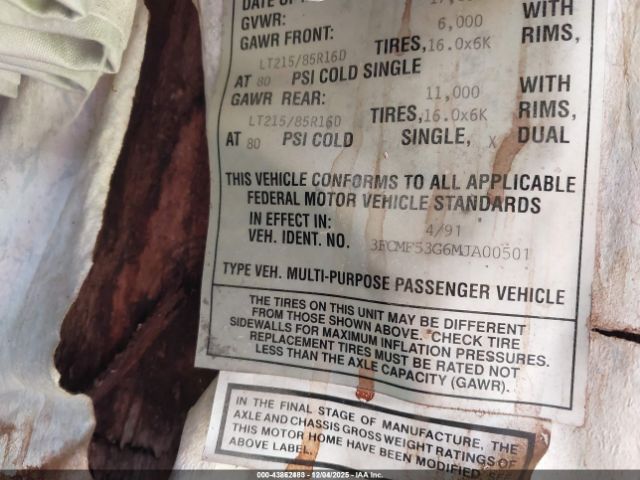 DATE OF
GVWR: 17,
GAWR FRONT: 6,000 WITH
LT215/85R16D TIRES,16.0x6K RIMS,
AT 80 PSI COLD SINGLE
GAWR REAR: 11,000 WITH
LT215/85R16D TIRES,16.0x6K RIMS,
AT 80 PSI COLD SINGLE, X DUAL
THIS VEHICLE CONFORMS TO ALL APPLICABLE
FEDERAL MOTOR VEHICLE STANDARDS
IN EFFECT IN: 4/91
VEH. IDENT. NO. 3FCMF53G6MJA00501
TYPE VEH. MULTI-PURPOSE PASSENGER VEHICLE
THE TIRES ON THIS UNIT MAY BE DIFFERENT
FROM THOSE SHOWN ABOVE. CHECK TIRE
SIDEWALLS FOR MAXIMUM INFLATION PRESSURES.
REPLACEMENT TIRES MUST BE RATED NOT
LESS THAN THE AXLE CAPACITY (GAWR).
IN THE FINAL STAGE OF MANUFACTURE, THE
AXLE AND CHASSIS GROSS WEIGHT RATINGS OF
THIS MOTOR HOME HAVE BEEN MODIFIED SEE
ABOVE LABEL.
000-43862883 - 12/04/2025 - IAA, Inc.